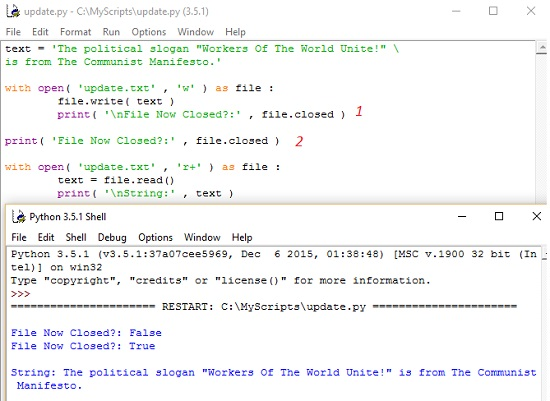 update.py - C:\MyScripts\update.py (3.5.1)
File Edit Format Run Options Window Help
text = 'The political slogan "Workers Of The World Unite!" \
is from The Communist Manifesto.'
with open( 'update.txt' , 'w' ) as file :
file.write( text )
print( '\nFile Now Closed?:' , file.closed ) 1
print( 'File Now Closed?:' , file.closed ) 2
with open( 'update.txt' , 'r+' ) as file :
text = file.read()
print( '\nString:' , text )
Python 3.5.1 Shell
File Edit Shell Debug Options Window Help
Python 3.5.1 (v3.5.1:37a07cee5969, Dec  6 2015, 01:38:48) [MSC v.1900 32 bit (In
tel)] on win32
Type "copyright", "credits" or "license()" for more information.
>>>
====================== RESTART: C:\MyScripts\update.py ======================
File Now Closed?: False
File Now Closed?: True
String: The political slogan "Workers Of The World Unite!" is from The Communist
Manifesto.